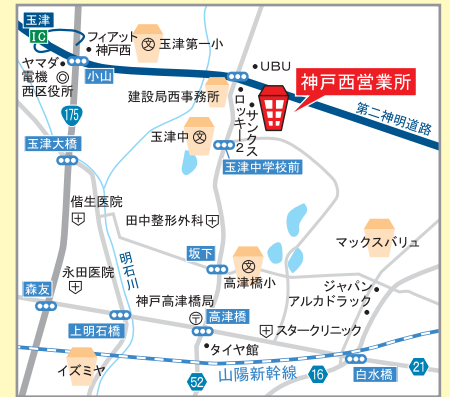 玉津
IC
フィアット
神戸西
玉津第一小
文
ヤマダ
電機
西区役所
小山
UBU
神戸西営業所
建設局西事務所
ロッキー2
サンクス
第二神明道路
175
玉津大橋
玉津中
文
玉津中学校前
偕生医院
田中整形外科
マックスバリュ
明石川
坂下
文
高津橋小
永田医院
森友
神戸高津橋局
〒
高津橋
ジャパン
アルカドラック
上明石橋
スタークリニック
タイヤ館
イズミヤ
山陽新幹線
白水橋
52
16
21